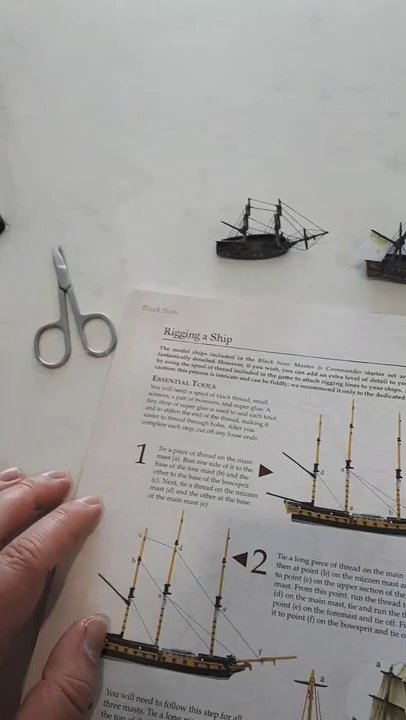 Black Seas
Rigging a Ship
The model ships included in the Black Seas: Master & Commander starter set ar
fantastically detailed. However, if you wish, you can add an extra level of detail to yo
by using the spool of thread included in the game to attach rigging lines to your ships.
caution: this process is intricate and can be fiddly; we recommend it only to the dedicated
Essential Tools
You will need: a spool of black thread, small
scissors, a pair of tweezers, and super glue. A
tiny drop of super glue is used to seal each knot
and to stiffen the end of the thread, making it
easier to thread through holes. After you
complete each step, cut off any loose ends.
1
Tie a piece of thread on the main
mast (a). Run one side of it to the
base of the fore mast (b) and the
other to the base of the bowsprit
(c). Next, tie a thread on the mizzen
mast (d) and the other at the base
of the main mast (e).
2
Tie a long piece of thread on the main
then at point (b) on the mizzen mast an
to point (c) on the upper section of the
mast. From this point, run the thread t
(d) on the main mast, tie and run the
point (e) on the foremast and tie off. Fi
it to point (f) on the bowsprit and tie o
You will need to follow this step for all
three masts. Tie a long
the top of